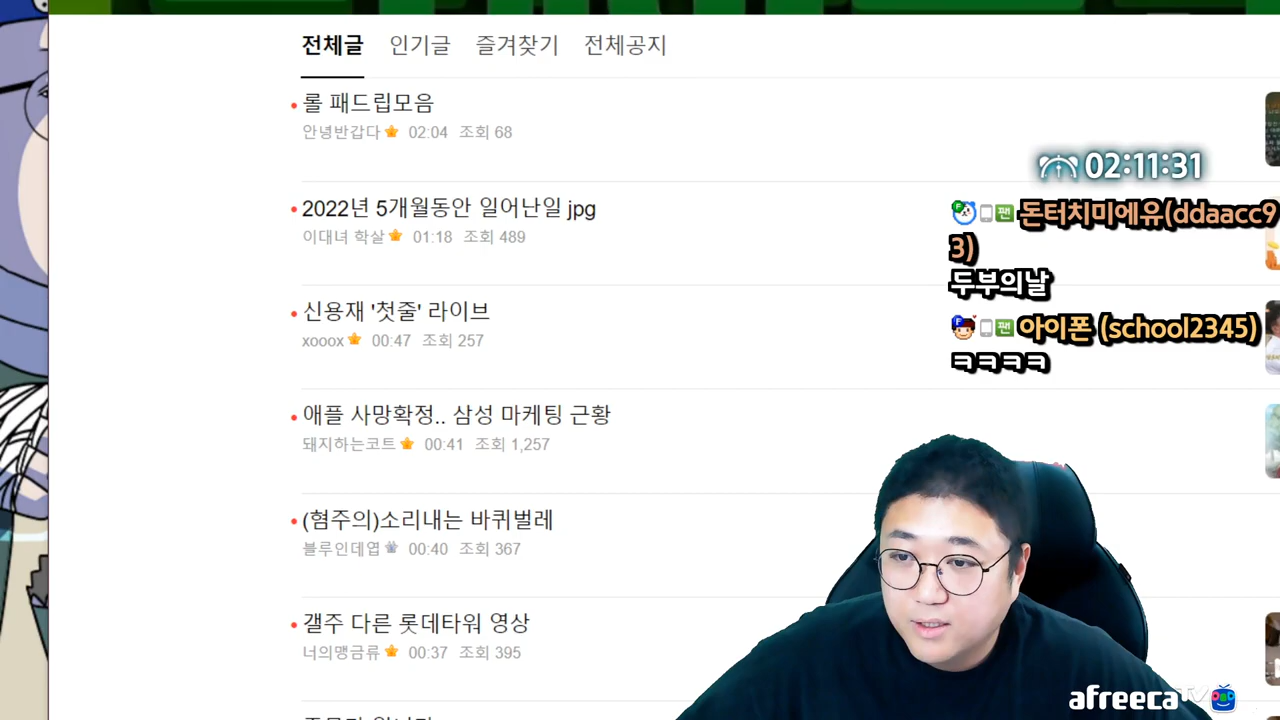 전체글 인기글 즐겨찾기 전체공지
롤 패드립모음
안녕반갑다 02:04 조회 68
02:11:31
2022년 5개월동안 일어난일 jpg
이대녀 학살 01:18 조회 489
돈터치미에유(ddaacc9
3)
두부의날
신용재 '첫줄' 라이브
xooox 00:47 조회 257
아이폰 (school2345)
ㅋㅋㅋㅋ
애플 사망확정.. 삼성 마케팅 근황
돼지하는코트 00:41 조회 1,257
(혐주의)소리내는 바퀴벌레
블루인데엽 00:40 조회 367
갤주 다른 롯데타워 영상
너의맹금류 00:37 조회 395
afreecaTV